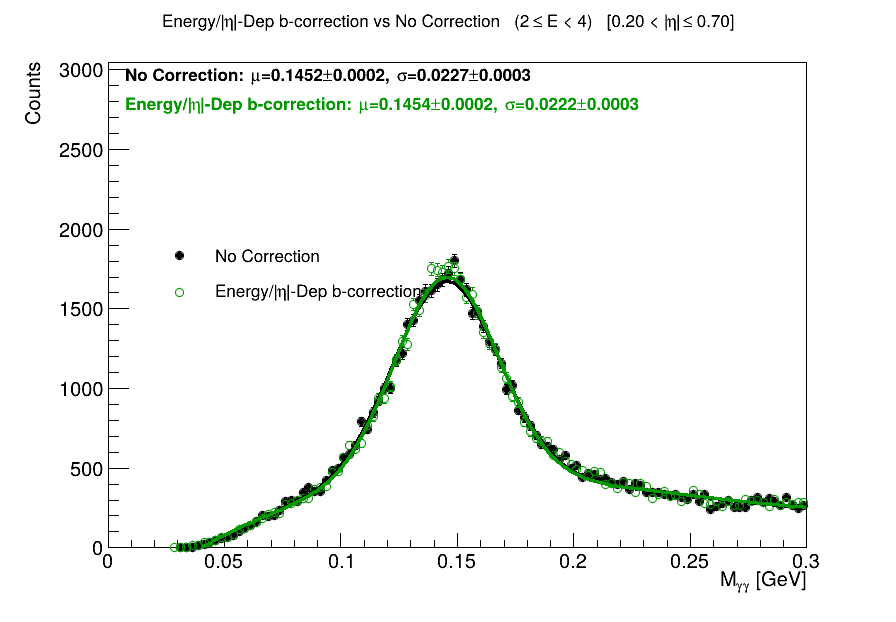 Energy/|η|-Dep b-correction vs No Correction (2 ≤ E < 4) [0.20 < |η| ≤ 0.70]
No Correction: μ=0.1452±0.0002, σ=0.0227±0.0003
Energy/|η|-Dep b-correction: μ=0.1454±0.0002, σ=0.0222±0.0003
Counts
3000
2500
2000
1500
1000
500
0
No Correction
Energy/|η|-Dep b-correction
0 0.05 0.1 0.15 0.2 0.25 0.3
Mγγ [GeV]